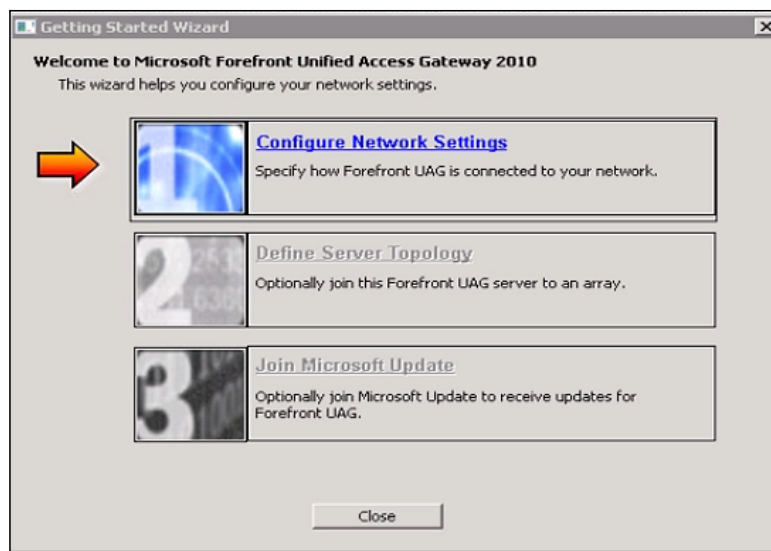 Getting Started Wizard
Welcome to Microsoft Forefront Unified Access Gateway 2010
This wizard helps you configure your network settings.
Configure Network Settings
Specify how Forefront UAG is connected to your network.
2
Define Server Topology
Optionally join this Forefront UAG server to an array.
3
Join Microsoft Update
Optionally join Microsoft Update to receive updates for
Forefront UAG.
Close